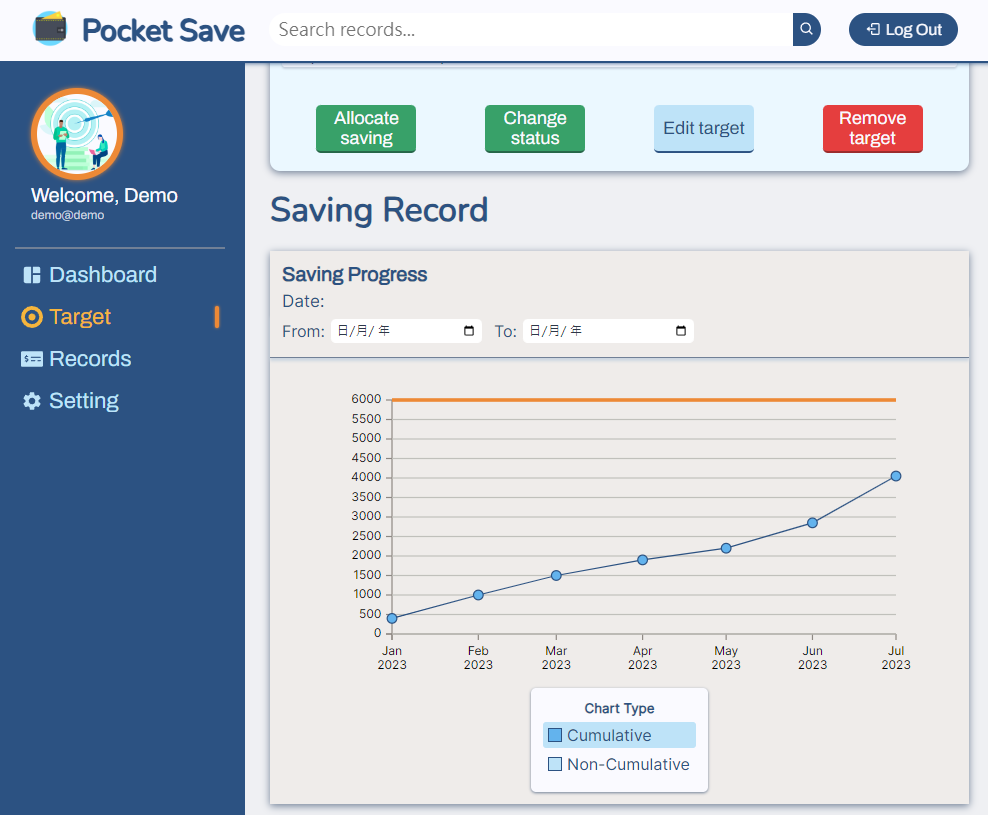 Pocket Save
Search records...
Log Out
Welcome, Demo
demo@demo
Dashboard
Target
Records
Setting
Allocate
saving
Change
status
Edit target
Remove
target
Saving Record
Saving Progress
Date:
From: 日/月/年
To: 日/月/年
6000
5500
5000
4500
4000
3500
3000
2500
2000
1500
1000
500
0
Jan
2023
Feb
2023
Mar
2023
Apr
2023
May
2023
Jun
2023
Jul
2023
Chart Type
Cumulative
Non-Cumulative